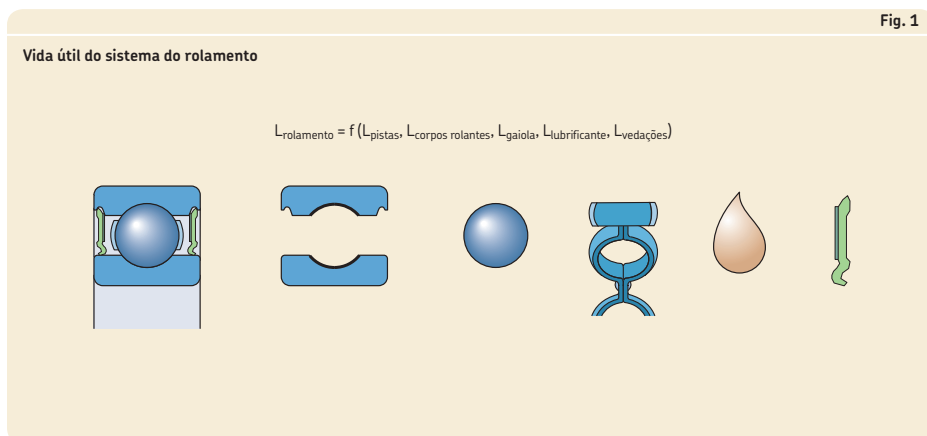 Fig. 1
Vida útil do sistema do rolamento
Lrolamento = f (Lpistas, Lcorpos rolantes, Lgaiola, Llubrificante, Lvedações)